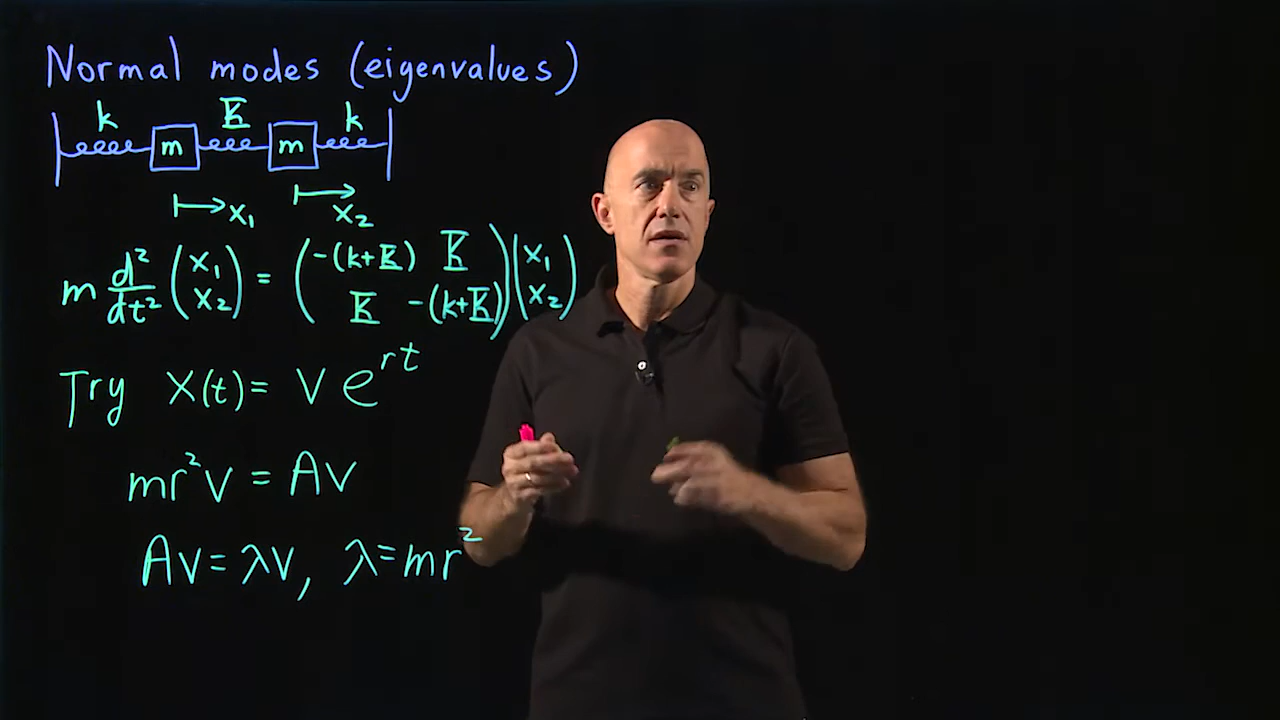 Normal modes (eigenvalues)
k K k
m m
x₁ x₂
m d²/dt² (x₁ x₂) = (-(k+K) K K -(k+K)) (x₁ x₂)
Try x(t) = v e^rt
mr²v = Av
Av = λv, λ = mr²